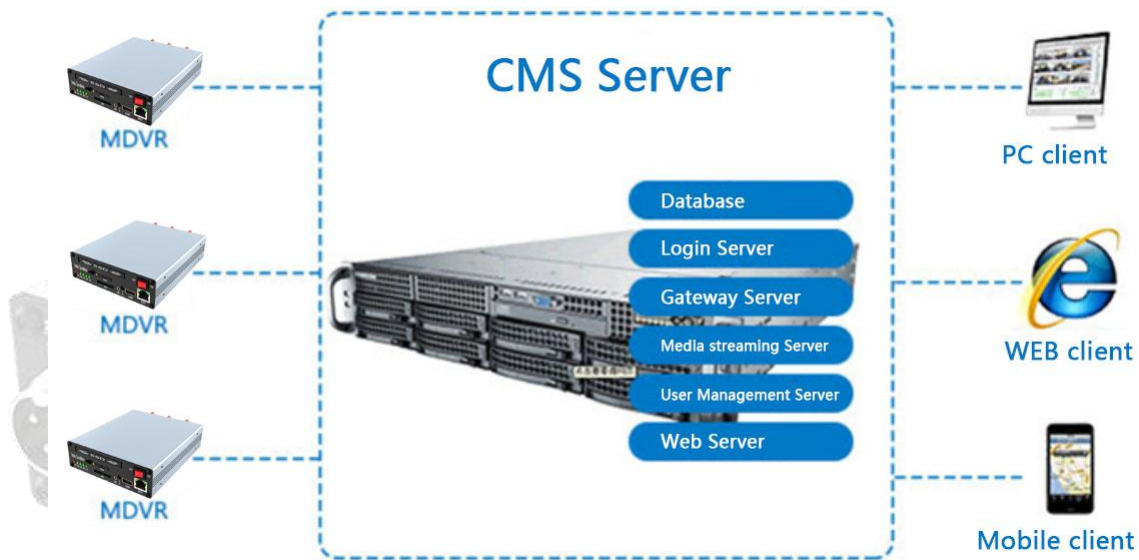 CMS Server
MDVR
MDVR
MDVR
Database
Login Server
Gateway Server
Media streaming Server
User Management Server
Web Server
PC client
WEB client
Mobile client